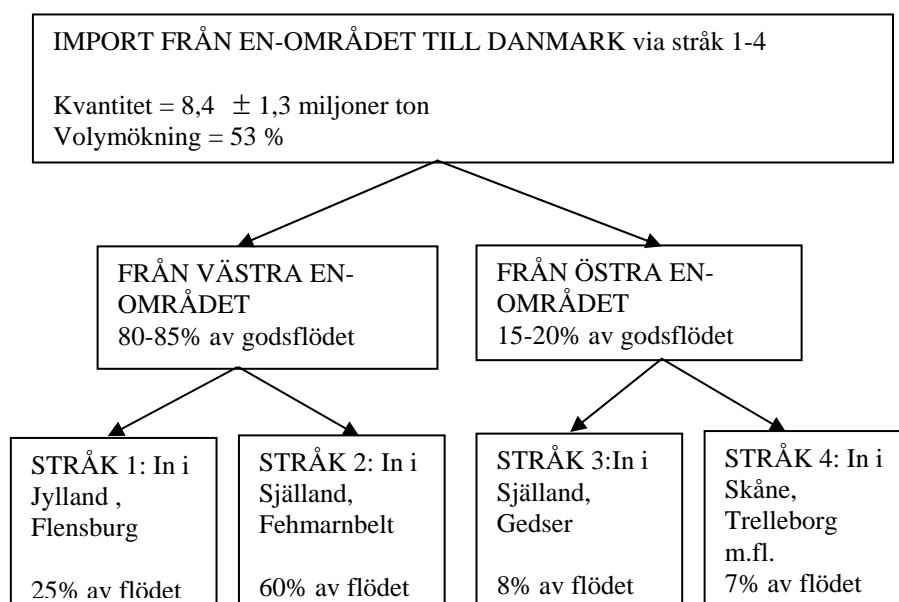 IMPORT FRÅN EN-OMRÅDET TILL DANMARK via stråk 1-4
Kvantitet = 8,4 ± 1,3 miljoner ton
Volymökning = 53 %
FRÅN VÄSTRA EN-
OMRÅDET
80-85% av godsflödet
FRÅN ÖSTRA EN-
OMRÅDET
15-20% av godsflödet
STRÅK 1: In i
Jylland ,
Flensburg
25% av flödet
STRÅK 2: In i
Själland,
Fehmarnbelt
60% av flödet
STRÅK 3:In i
Själland,
Gedser
8% av flödet
STRÅK 4: In i
Skåne,
Trelleborg
m.fl.
7% av flödet